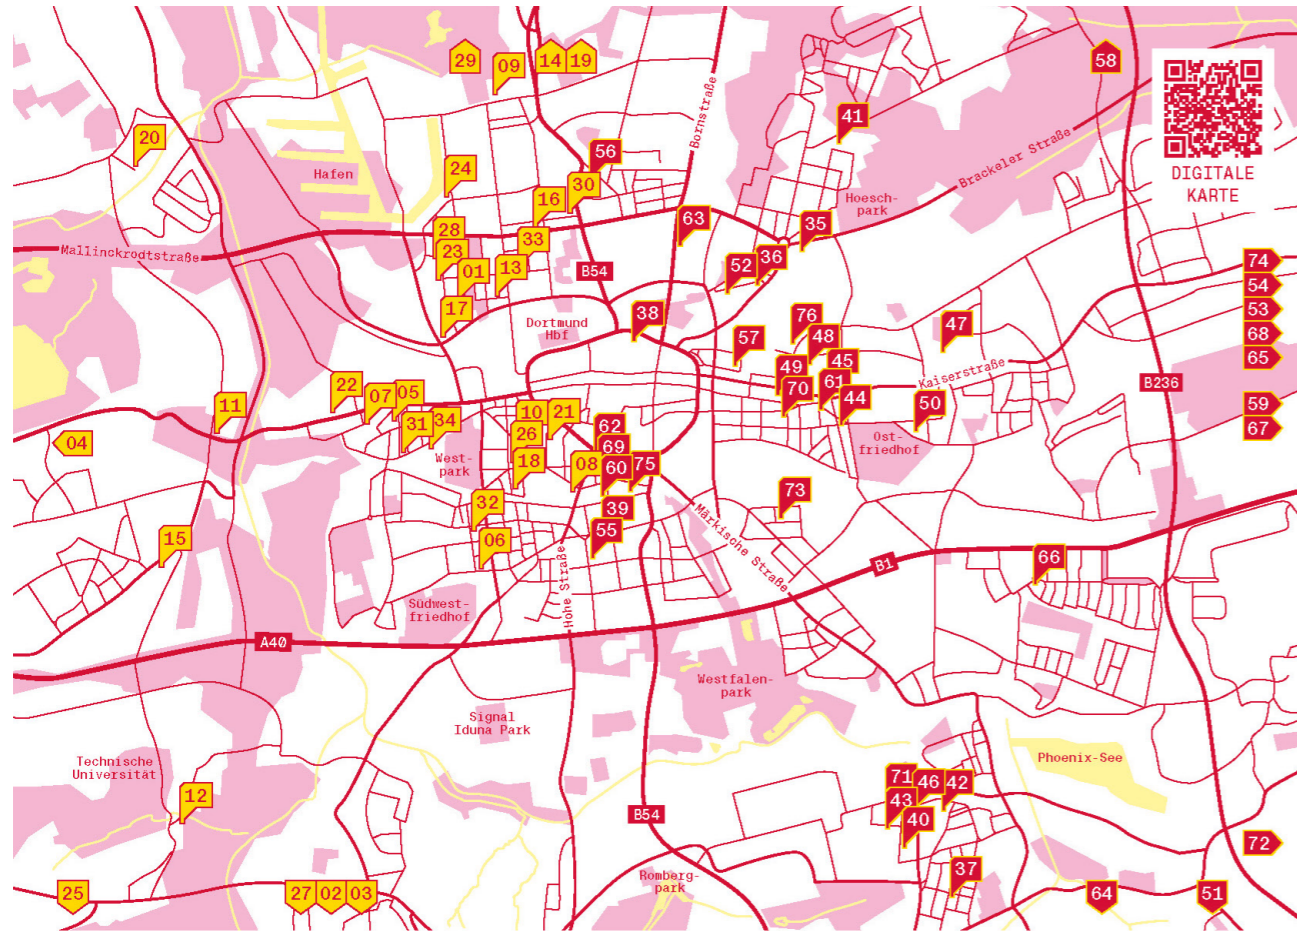 29
09
14
19
58
41
20
DIGITALE
KARTE
56
Bornstraße
Brackeler Straße
Hafen
24
30
16
Hoesch-
park
63
35
28
33
Mallinckrodtstraße
23
01
13
B54
52
36
74
54
53
68
65
17
Dortmund
Hbf
38
76
57
48
47
49
45
61
Kaiserstraße
B236
22
07
05
70
44
50
59
67
11
31
34
10
21
62
04
26
69
Ost-
friedhof
West-
park
18
08
60
75
32
39
73
15
06
55
Märkische Straße
Hohe Straße
B1
66
Südwest-
friedhof
A40
Westfalen-
park
Signal
Iduna Park
Technische
Universität
Phoenix-See
71
46
42
12
43
40
B54
72
37
Romberg-
park
25
27
02
03
64
51